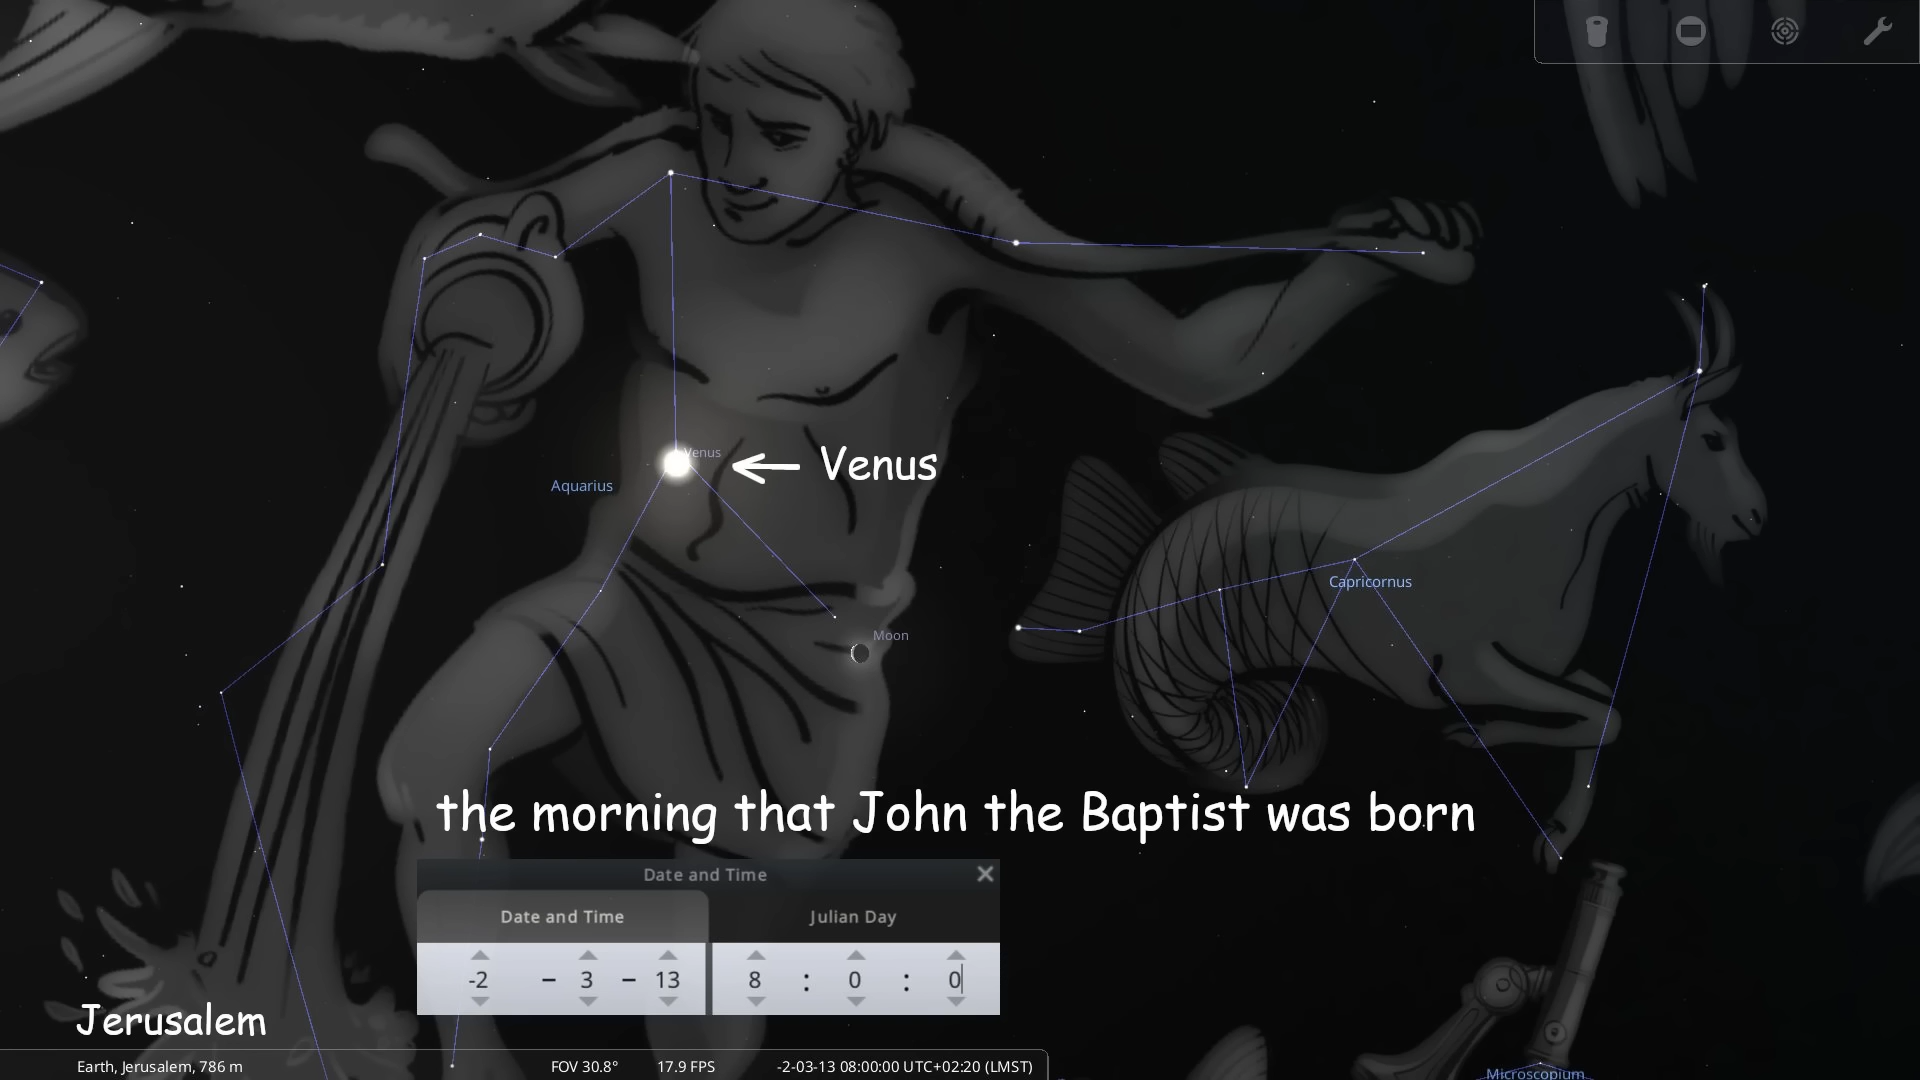 Venus
Venus
Aquarius
Capricornus
Moon
the morning that John the Baptist was born
Date and Time
Date and Time
Julian Day
-2 - 3 - 13
8 : 0 : 0
Jerusalem
Earth, Jerusalem, 786 m
FOV 30.8°
17.9 FPS
-2-03-13 08:00:00 UTC+02:20 (LMST)
Microscopium